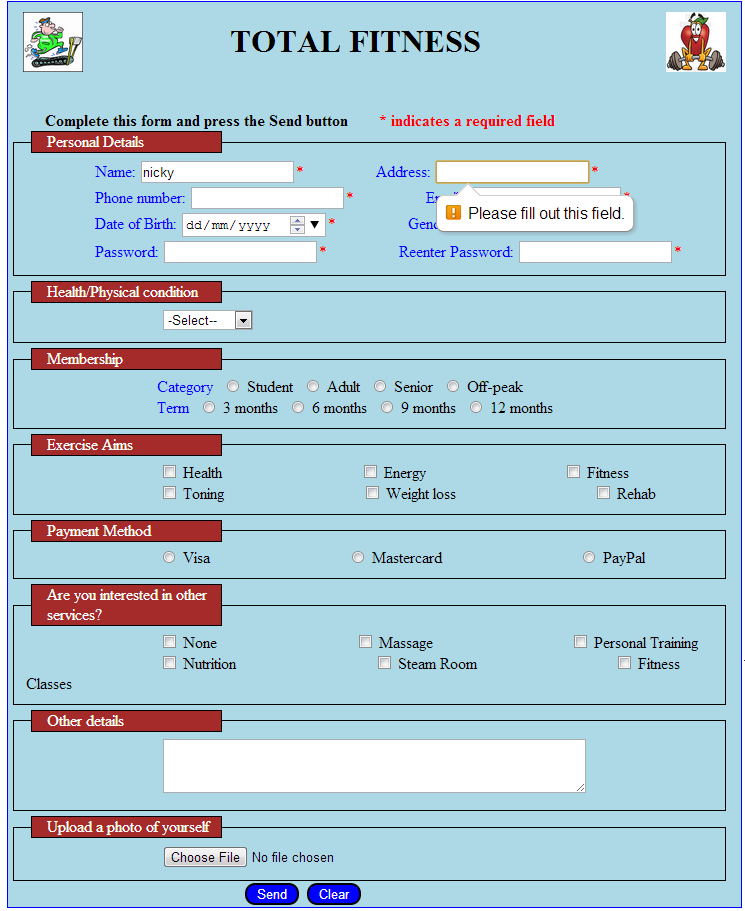 TOTAL FITNESS
Complete this form and press the Send button * indicates a required field
Personal Details
Name: nicky * Address: *
Phone number: * *
Please fill out this field.
Date of Birth: dd/mm/yyyy *
Password: * Reenter Password: *
Health/Physical condition
-Select--
Membership
Category Student Adult Senior Off-peak
Term 3 months 6 months 9 months 12 months
Exercise Aims
Health Energy Fitness
Toning Weight loss Rehab
Payment Method
Visa Mastercard PayPal
Are you interested in other
services?
None Massage Personal Training
Nutrition Steam Room Fitness
Classes
Other details
Upload a photo of yourself
Choose File No file chosen
Send Clear